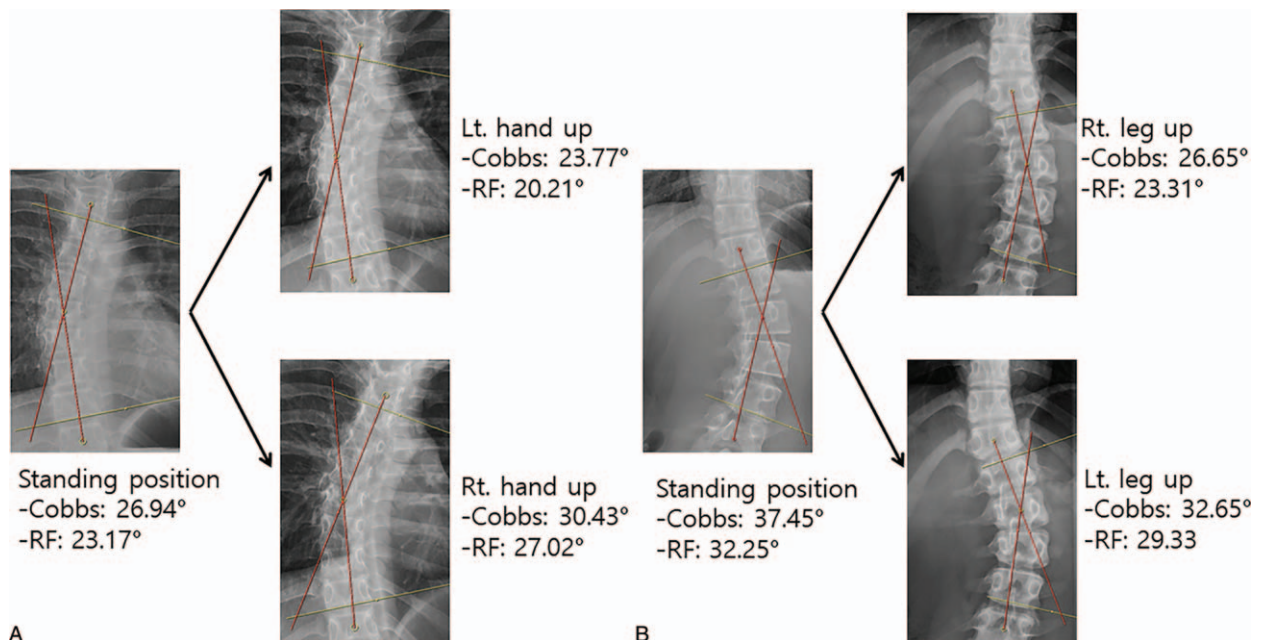 Lt. hand up
-Cobbs: 23.77°
-RF: 20.21°
Standing position
-Cobbs: 26.94°
-RF: 23.17°
Rt. hand up
-Cobbs: 30.43°
-RF: 27.02°
A
Rt. leg up
-Cobbs: 26.65°
-RF: 23.31°
Standing position
-Cobbs: 37.45°
-RF: 32.25°
Lt. leg up
-Cobbs: 32.65°
-RF: 29.33
B